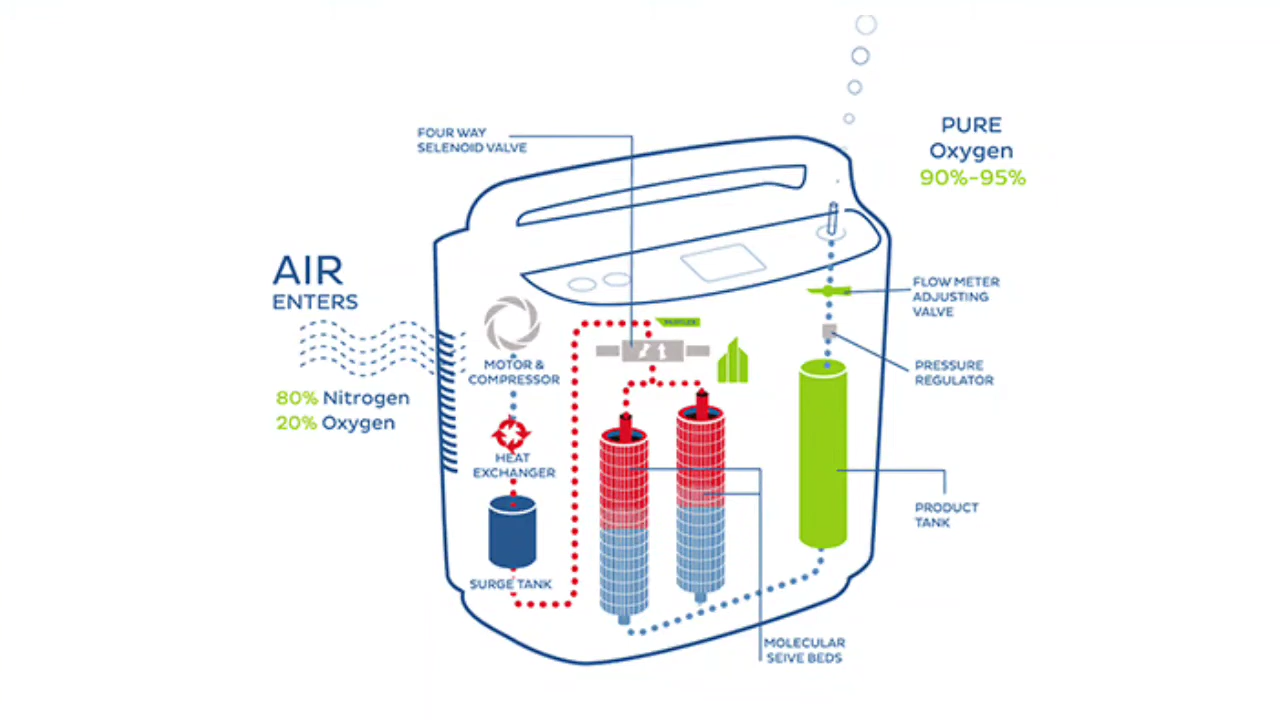 FOUR WAY
SELENOID VALVE
PURE
Oxygen
90%-95%
AIR
ENTERS
80% Nitrogen
20% Oxygen
MOTOR &
COMPRESSOR
HEAT
EXCHANGER
SURGE TANK
FLOW METER
ADJUSTING
VALVE
PRESSURE
REGULATOR
PRODUCT
TANK
MOLECULAR
SEIVE BEDS